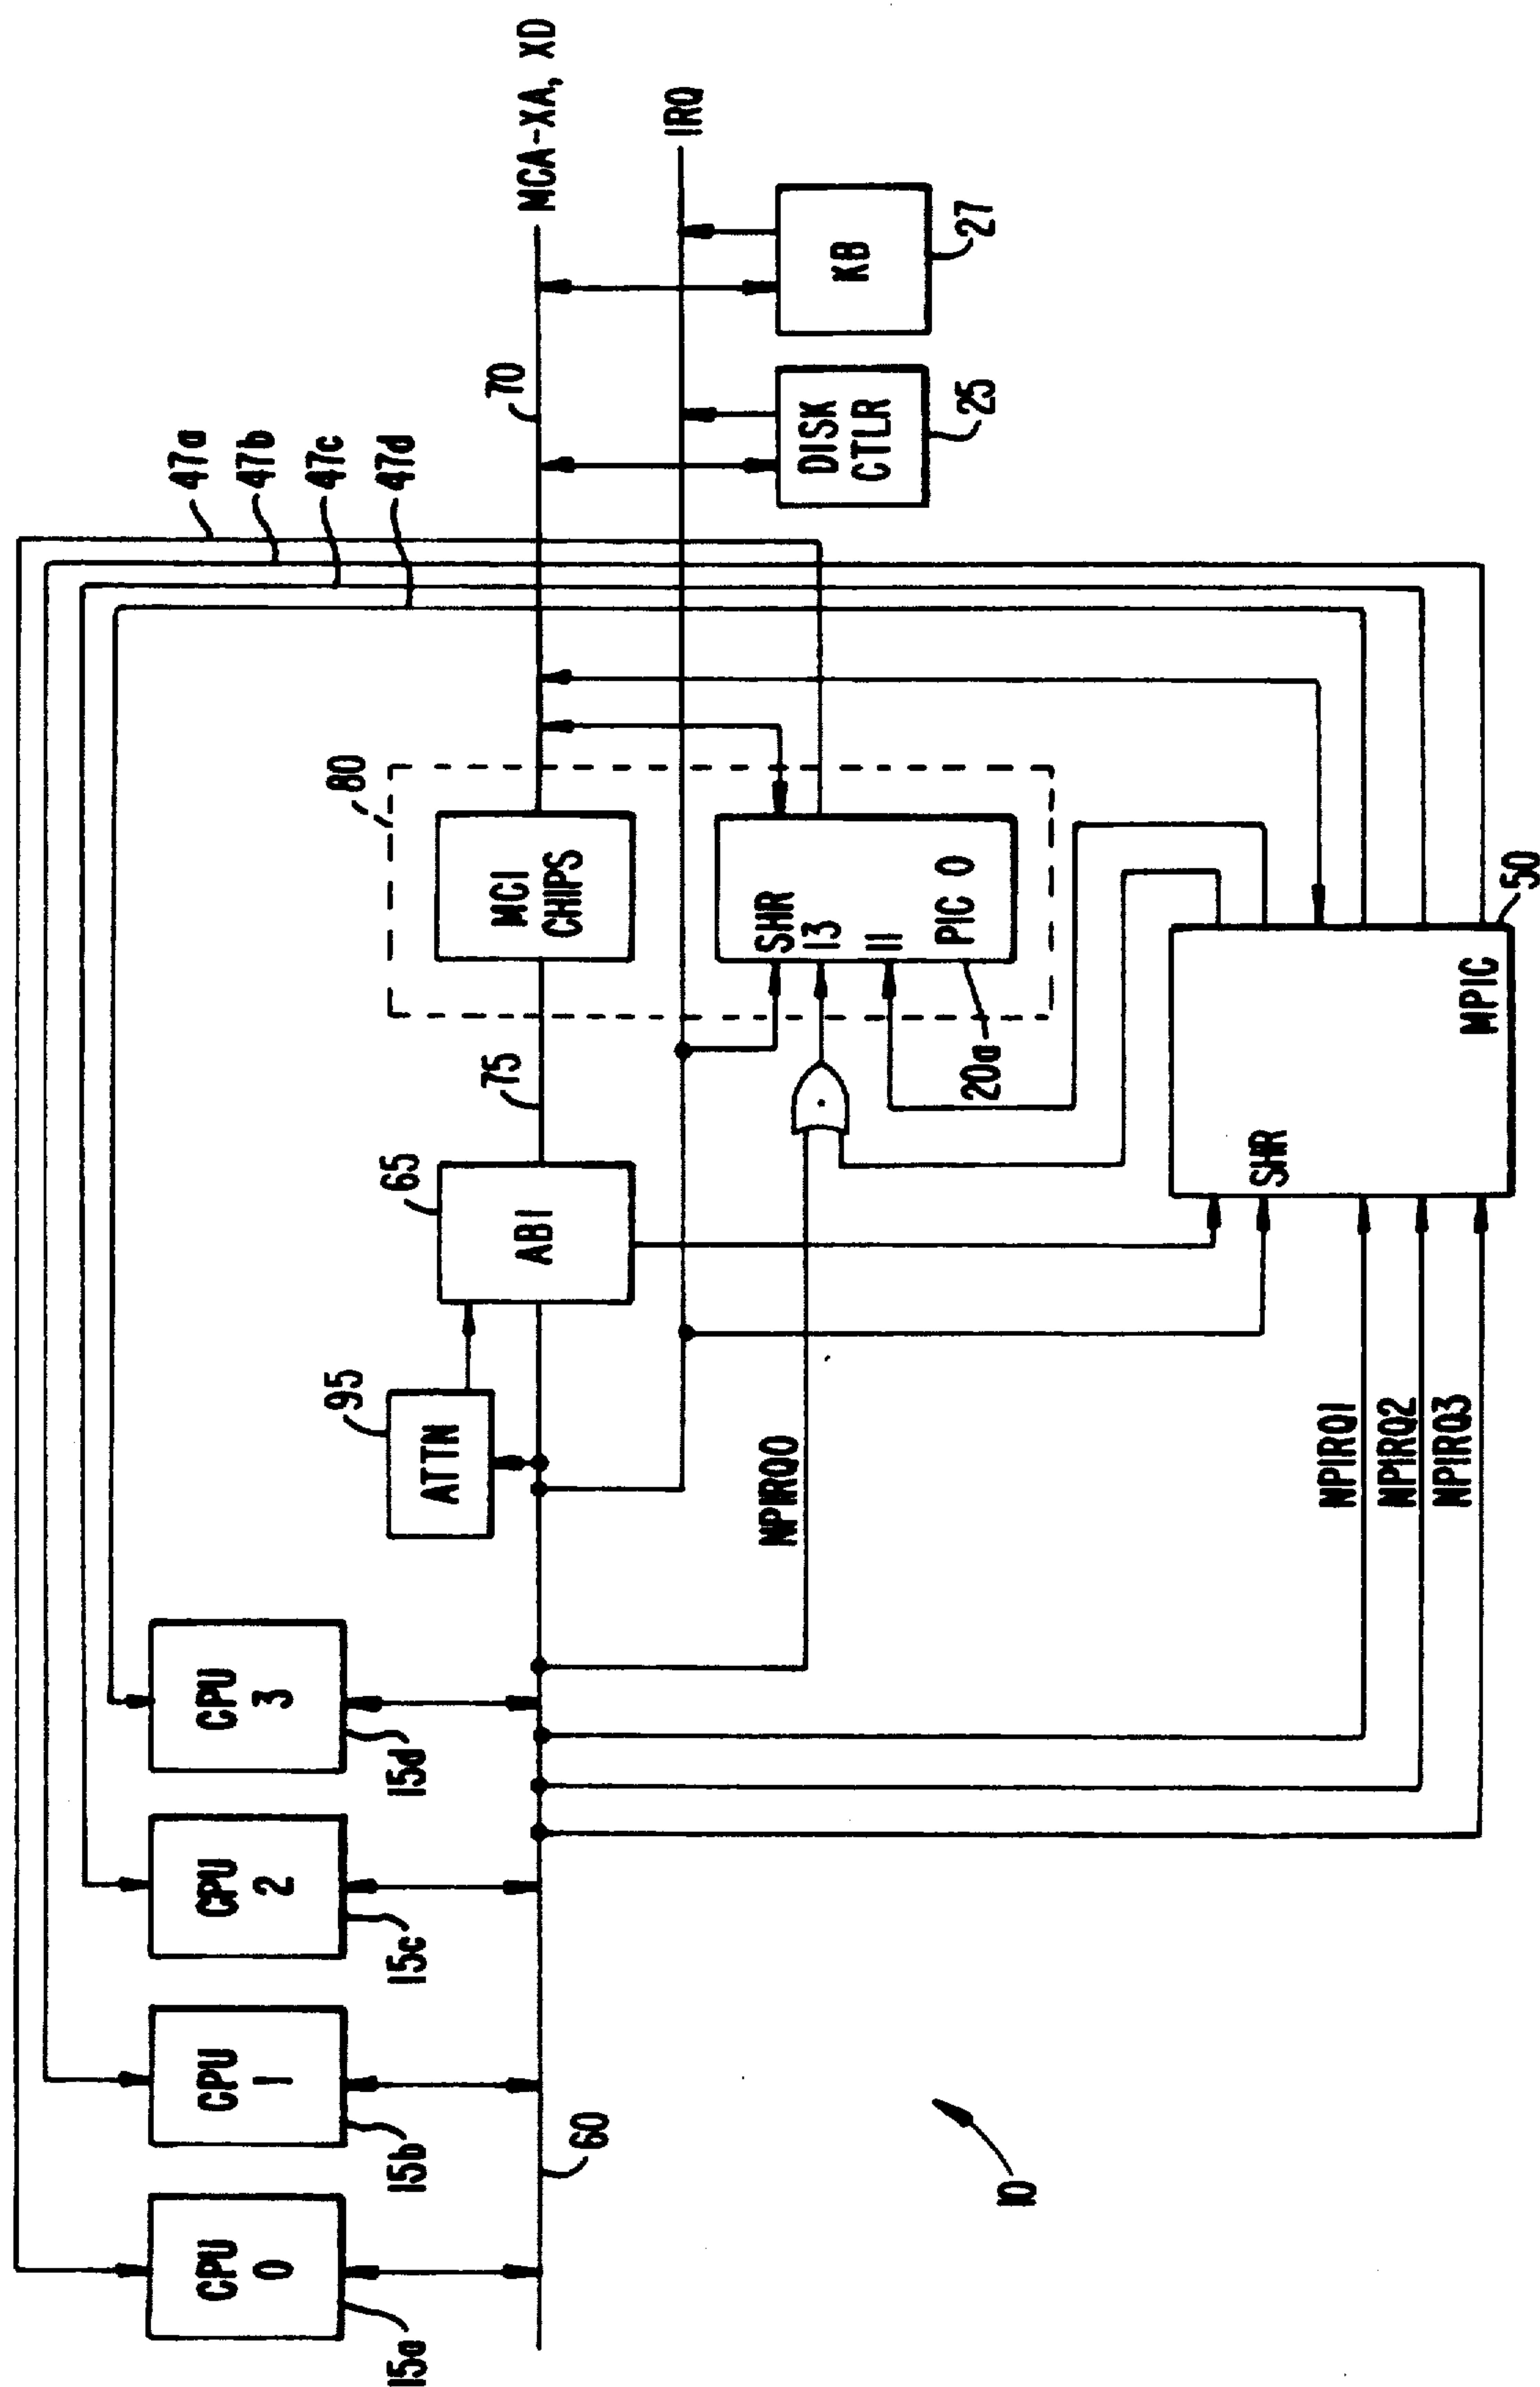 47a
47b
47c
47d
CPU
0
15a
CPU
1
15b
CPU
2
15c
CPU
3
15d
60
ATTN
95
ABI
65
75
80
MCI
CHIPS
70
MCA-XA, XD
IRQ
NPIRQ0
SHR
13
11
PIC 0
20a
DISK
CTLR
25
KB
27
NPIRQ1
NPIRQ2
NPIRQ3
SHR
MPIC
50
10